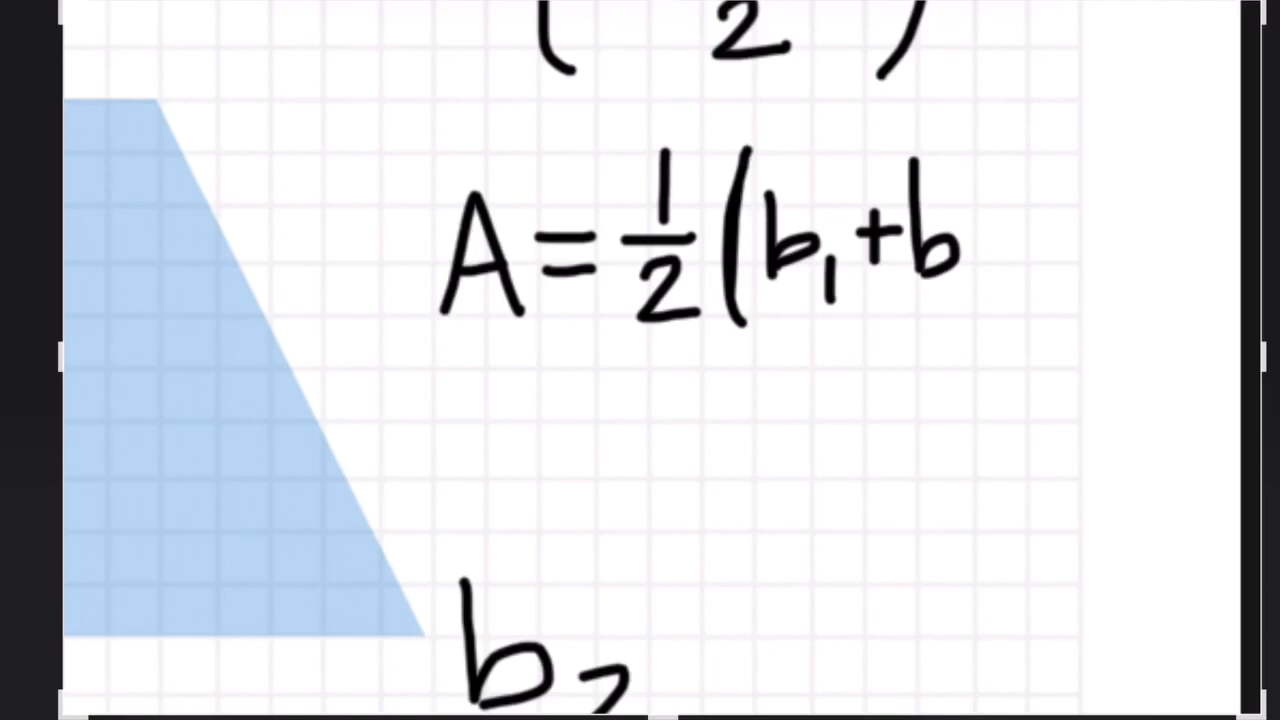 ( 2 )
A = 1/2 (b₁ + b
b₂